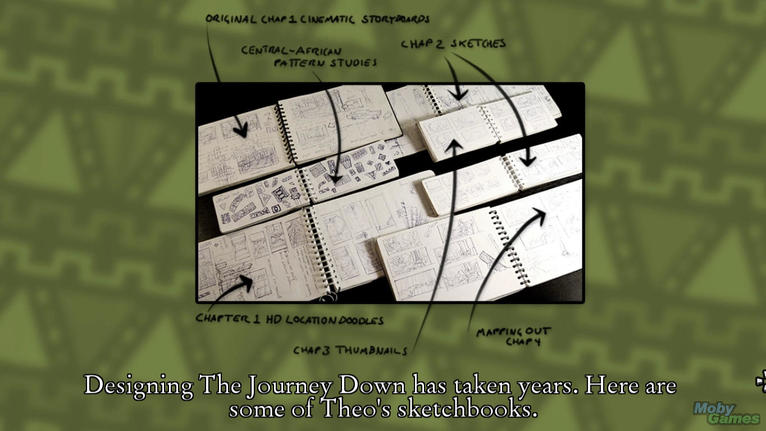 ORIGINAL CHAP 1 CINEMATIC STORYBOARDS
CENTRAL-AFRICAN
PATTERN STUDIES
CHAP 2 SKETCHES
CHAPTER 1 HD LOCATION DOODLES
CHAP 3 THUMBNAILS
MAPPING OUT
CHAP 4
Designing The Journey Down has taken years. Here are
some of Theo's sketchbooks.
Moby
Games